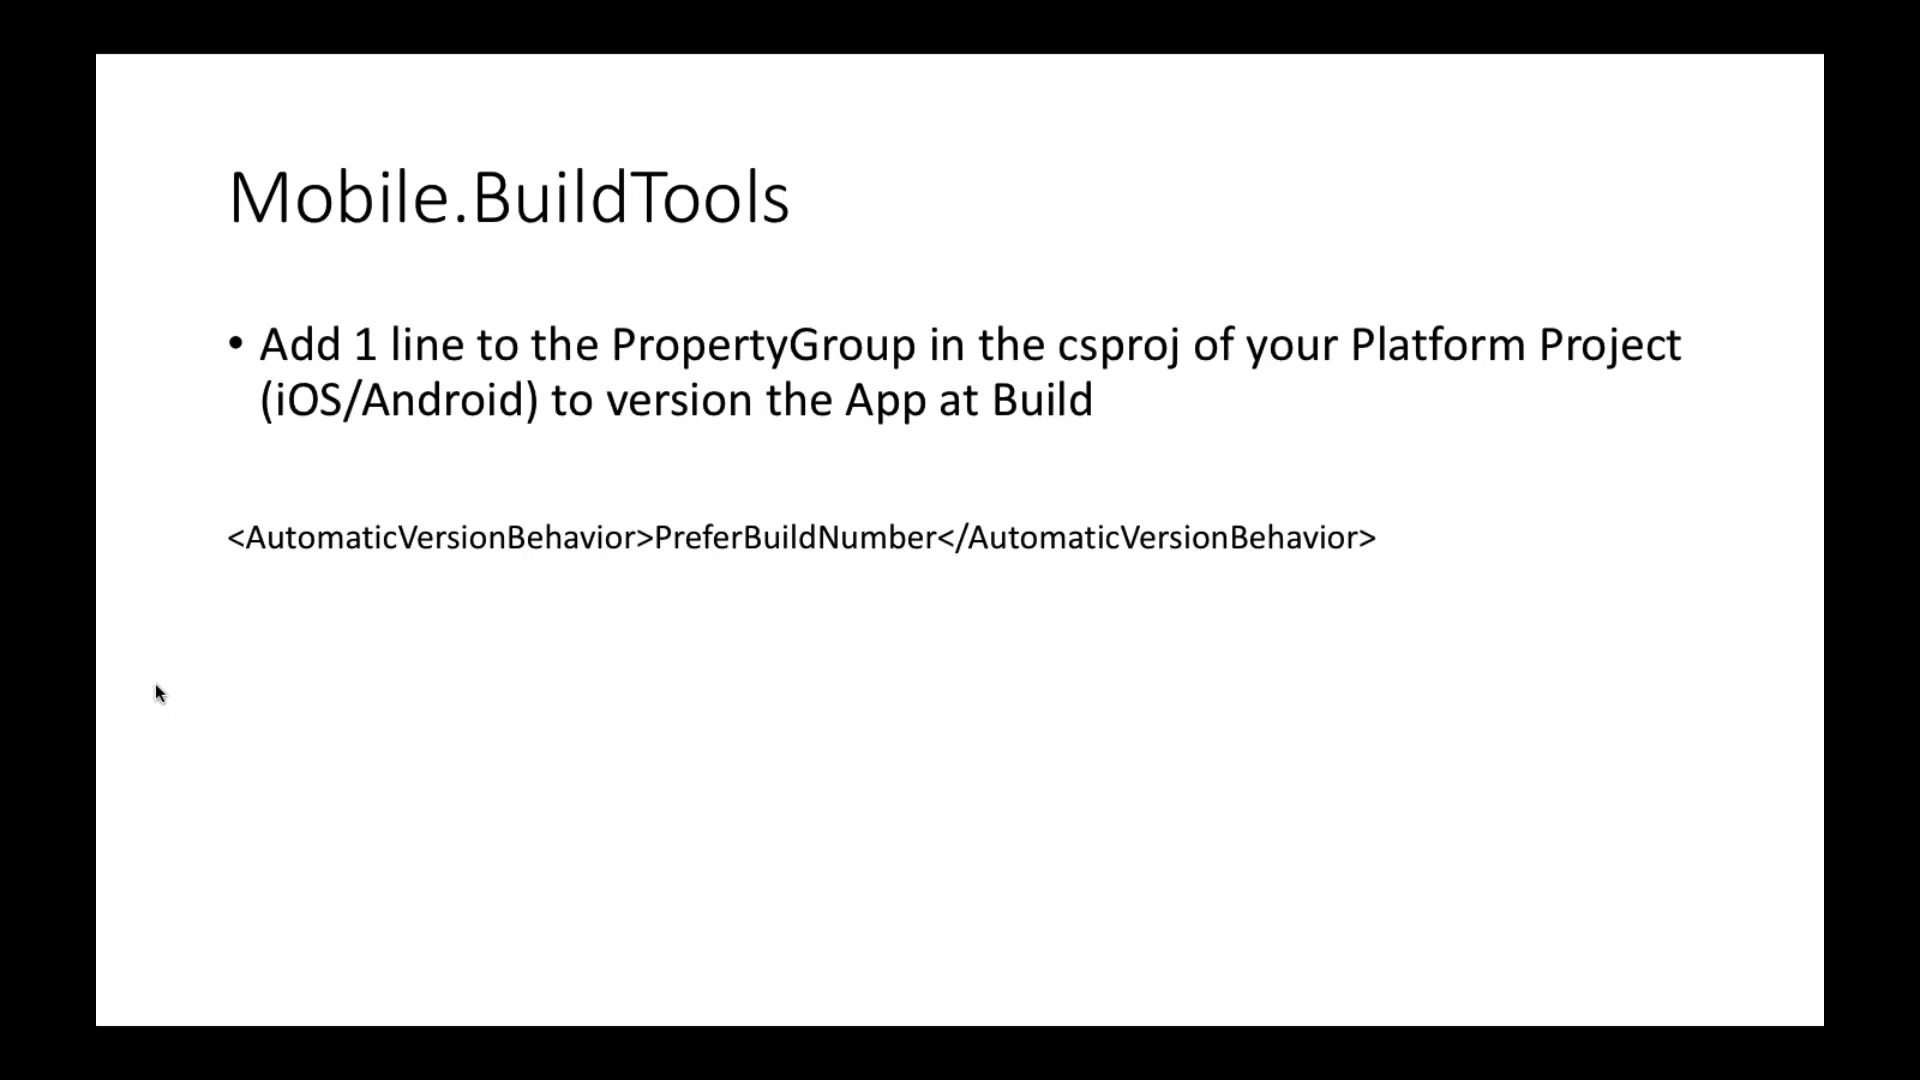 Mobile.BuildTools
• Add 1 line to the PropertyGroup in the csproj of your Platform Project
(iOS/Android) to version the App at Build
<AutomaticVersionBehavior>PreferBuildNumber</AutomaticVersionBehavior>